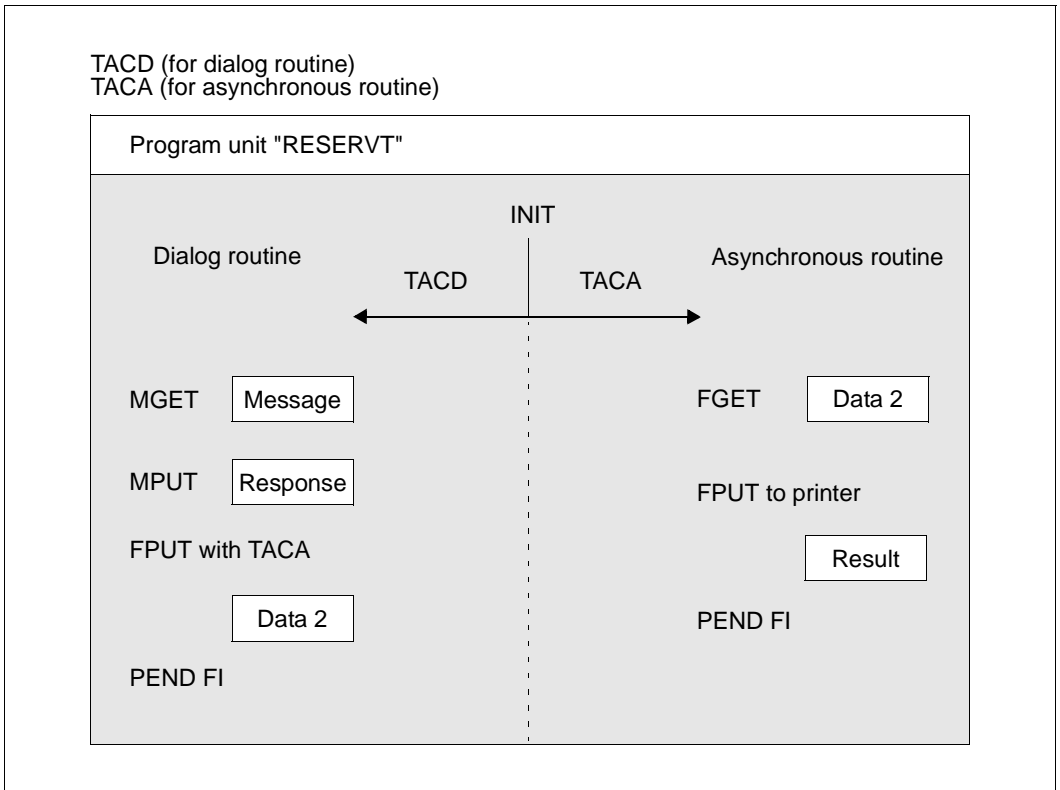 TACD (for dialog routine)
TACA (for asynchronous routine)
Program unit "RESERVT"
INIT
Dialog routine
TACD
TACA
Asynchronous routine
MGET Message
MPUT Response
FPUT with TACA
Data 2
PEND FI
FGET Data 2
FPUT to printer
Result
PEND FI